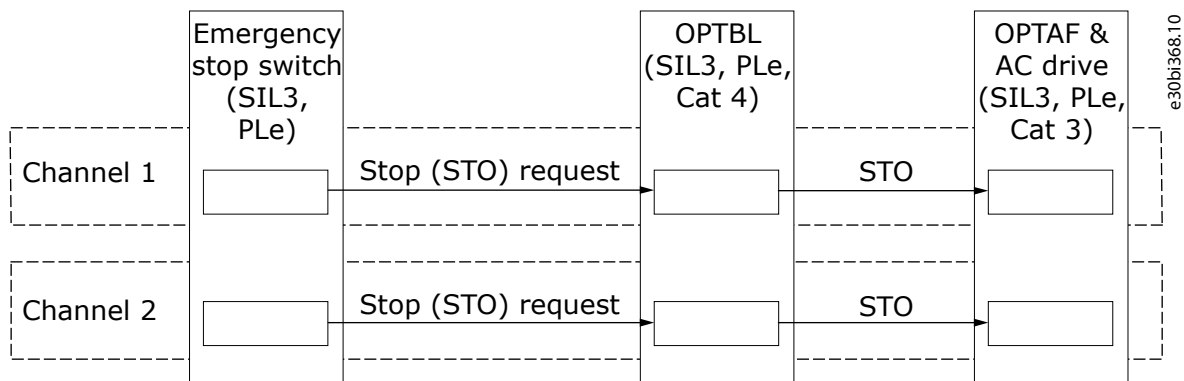 Emergency
stop switch
(SIL3,
PLe)
OPTBL
(SIL3, PLe,
Cat 4)
OPTAF &
AC drive
(SIL3, PLe,
Cat 3)
e30bi368.10
Channel 1
Stop (STO) request
STO
Channel 2
Stop (STO) request
STO